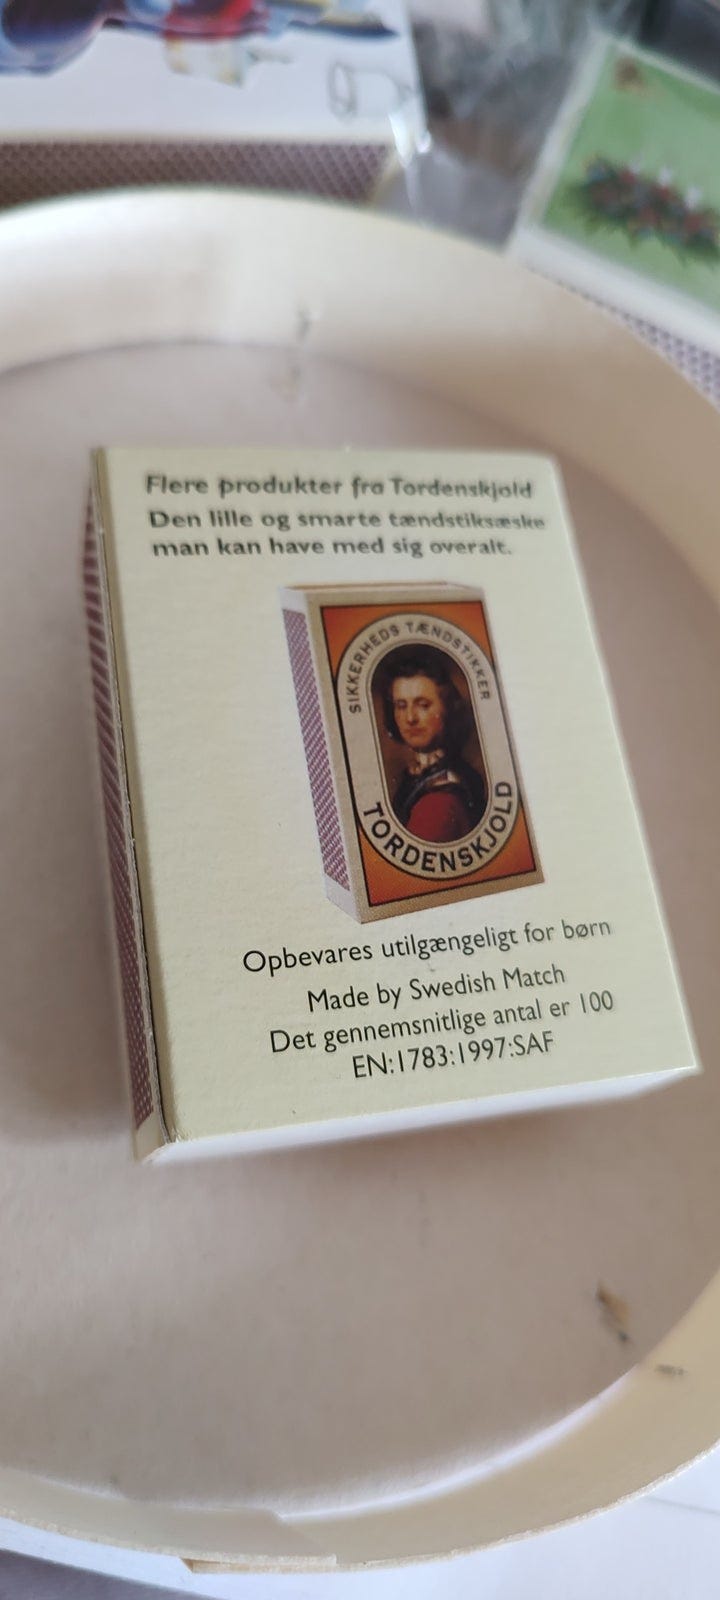 Flere produkter fra Tordenskjold
Den lille og smarte tændstiksæske
man kan have med sig overalt.
SIKKERHEDS TÆNDSTIKKER
TORDENSKJOLD
Opbevares utilgængeligt for børn
Made by Swedish Match
Det gennemsnitlige antal er 100
EN:1783:1997:SAF